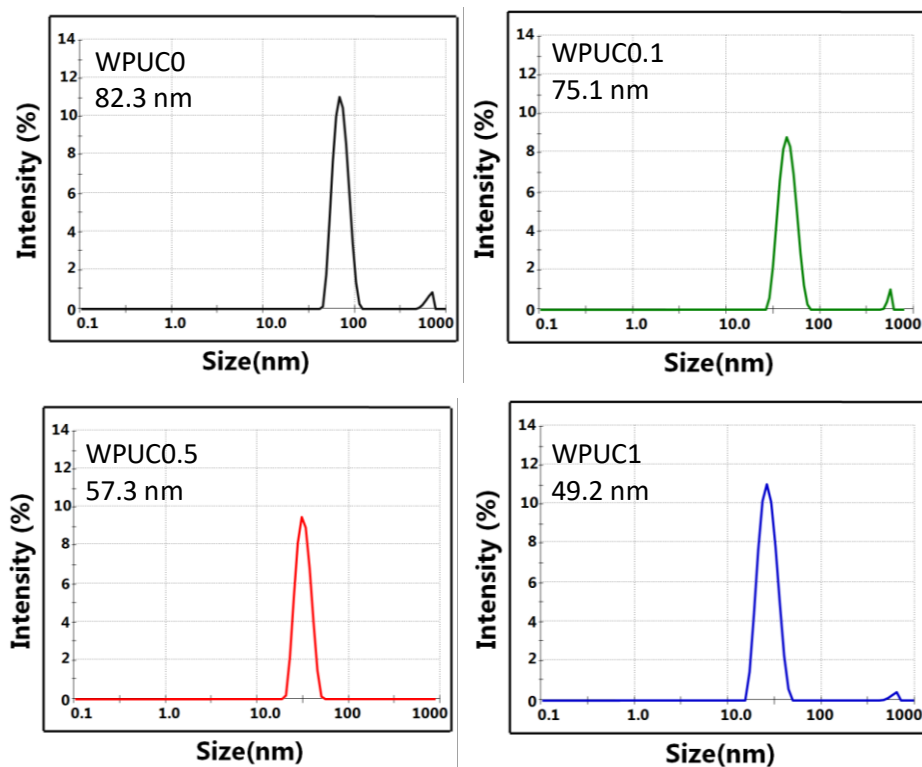 14
12
10
8
6
4
2
0
Intensity (%)
WPUC0
82.3 nm
0.1 1.0 10.0 100 1000
Size(nm)
14
12
10
8
6
4
2
0
Intensity (%)
WPUC0.1
75.1 nm
0.1 1.0 10.0 100 1000
Size(nm)
14
12
10
8
6
4
2
0
Intensity (%)
WPUC0.5
57.3 nm
0.1 1.0 10.0 100 1000
Size(nm)
14
12
10
8
6
4
2
0
Intensity (%)
WPUC1
49.2 nm
0.1 1.0 10.0 100 1000
Size(nm)